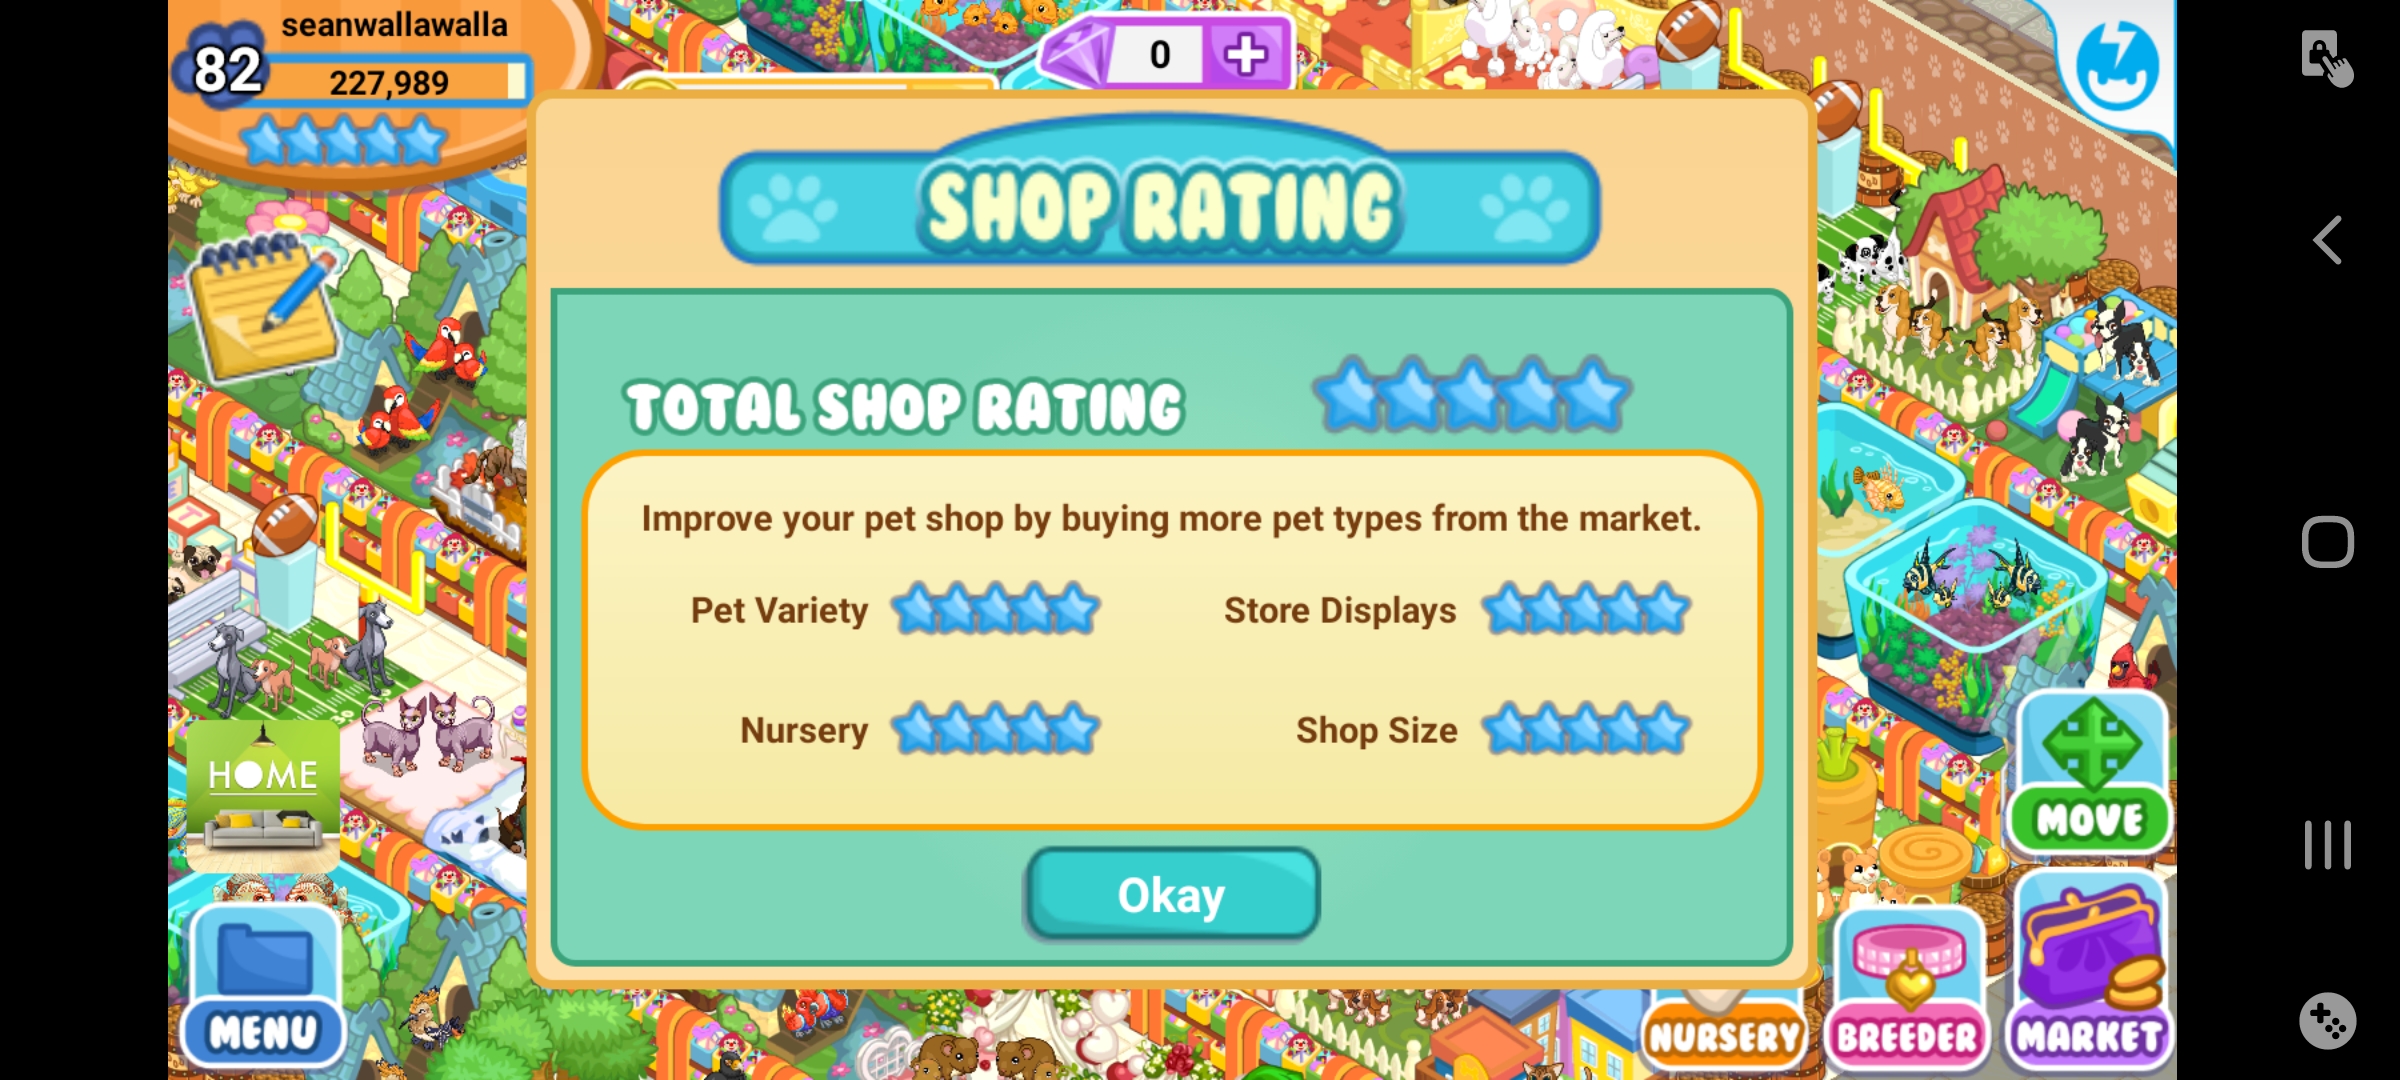 seanwallawalla
82
227,989
0
SHOP RATING
TOTAL SHOP RATING
Improve your pet shop by buying more pet types from the market.
Pet Variety
Store Displays
Nursery
Shop Size
Okay
HOME
MENU
MOVE
NURSERY
BREEDER
MARKET